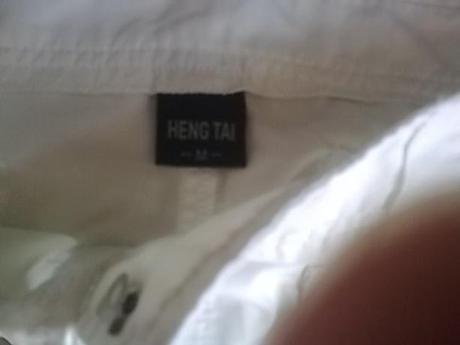 HENG TAI
- M -